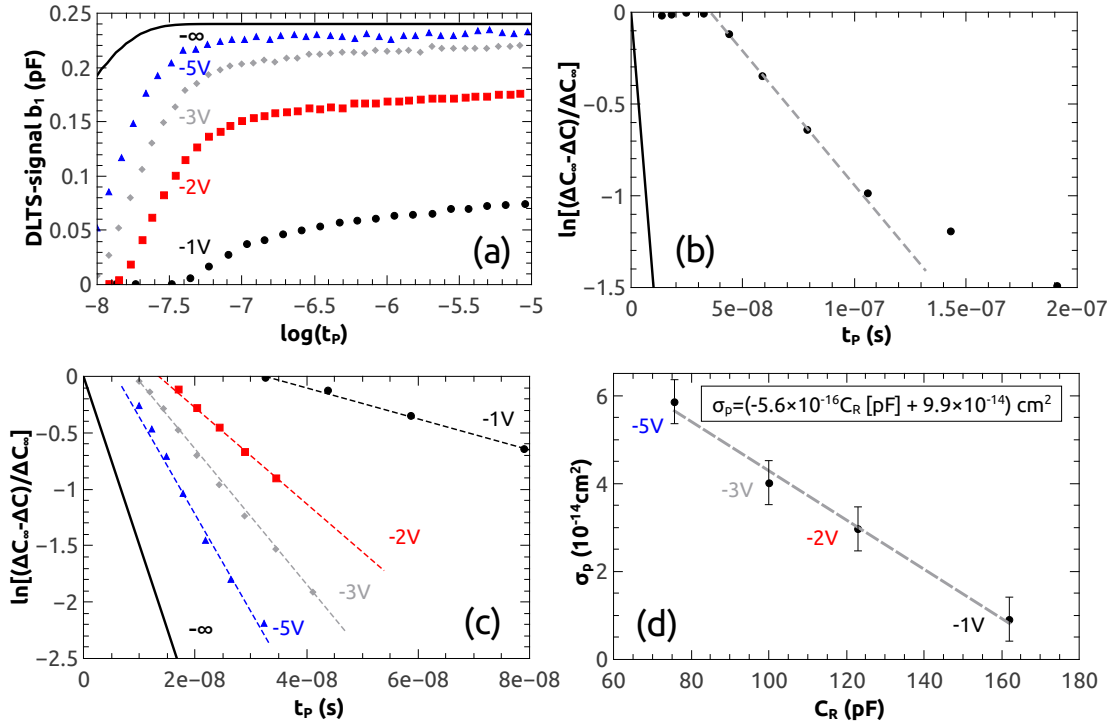 DLTS-signal b₁ (pF)
0.25
0.2
0.15
0.1
0.05
0
-∞
-5V
-3V
-2V
-1V
(a)
−8 −7.5 −7 −6.5 −6 −5.5 −5
log(tₚ)
ln[(ΔC∞-ΔC)/ΔC∞]
0
−0.5
−1
−1.5
(b)
0 5e-08 1e-07 1.5e-07 2e-07
tₚ (s)
ln[(ΔC∞-ΔC)/ΔC∞]
0
−0.5
−1
−1.5
−2
−2.5
-1V
-2V
-3V
-5V
-∞
(c)
0 2e-08 4e-08 6e-08 8e-08
tₚ (s)
σₚ (10⁻¹⁴cm²)
6
4
2
0
σₚ=(-5.6×10⁻¹⁶C_R [pF] + 9.9×10⁻¹⁴) cm²
-5V
-3V
-2V
-1V
(d)
60 80 100 120 140 160 180
C_R (pF)